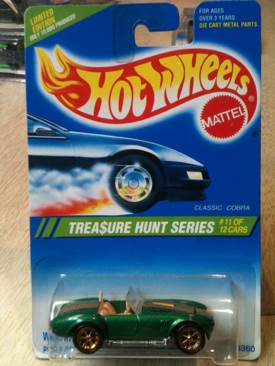 LIMITED
EDITION
ONLY 10,000 PRODUCED
FOR AGES
OVER 3 YEARS.
DIE CAST METAL PARTS.
Hot Wheels
MATTEL
CLASSIC COBRA
TREA$URE HUNT SERIES
#11 OF
12 CARS